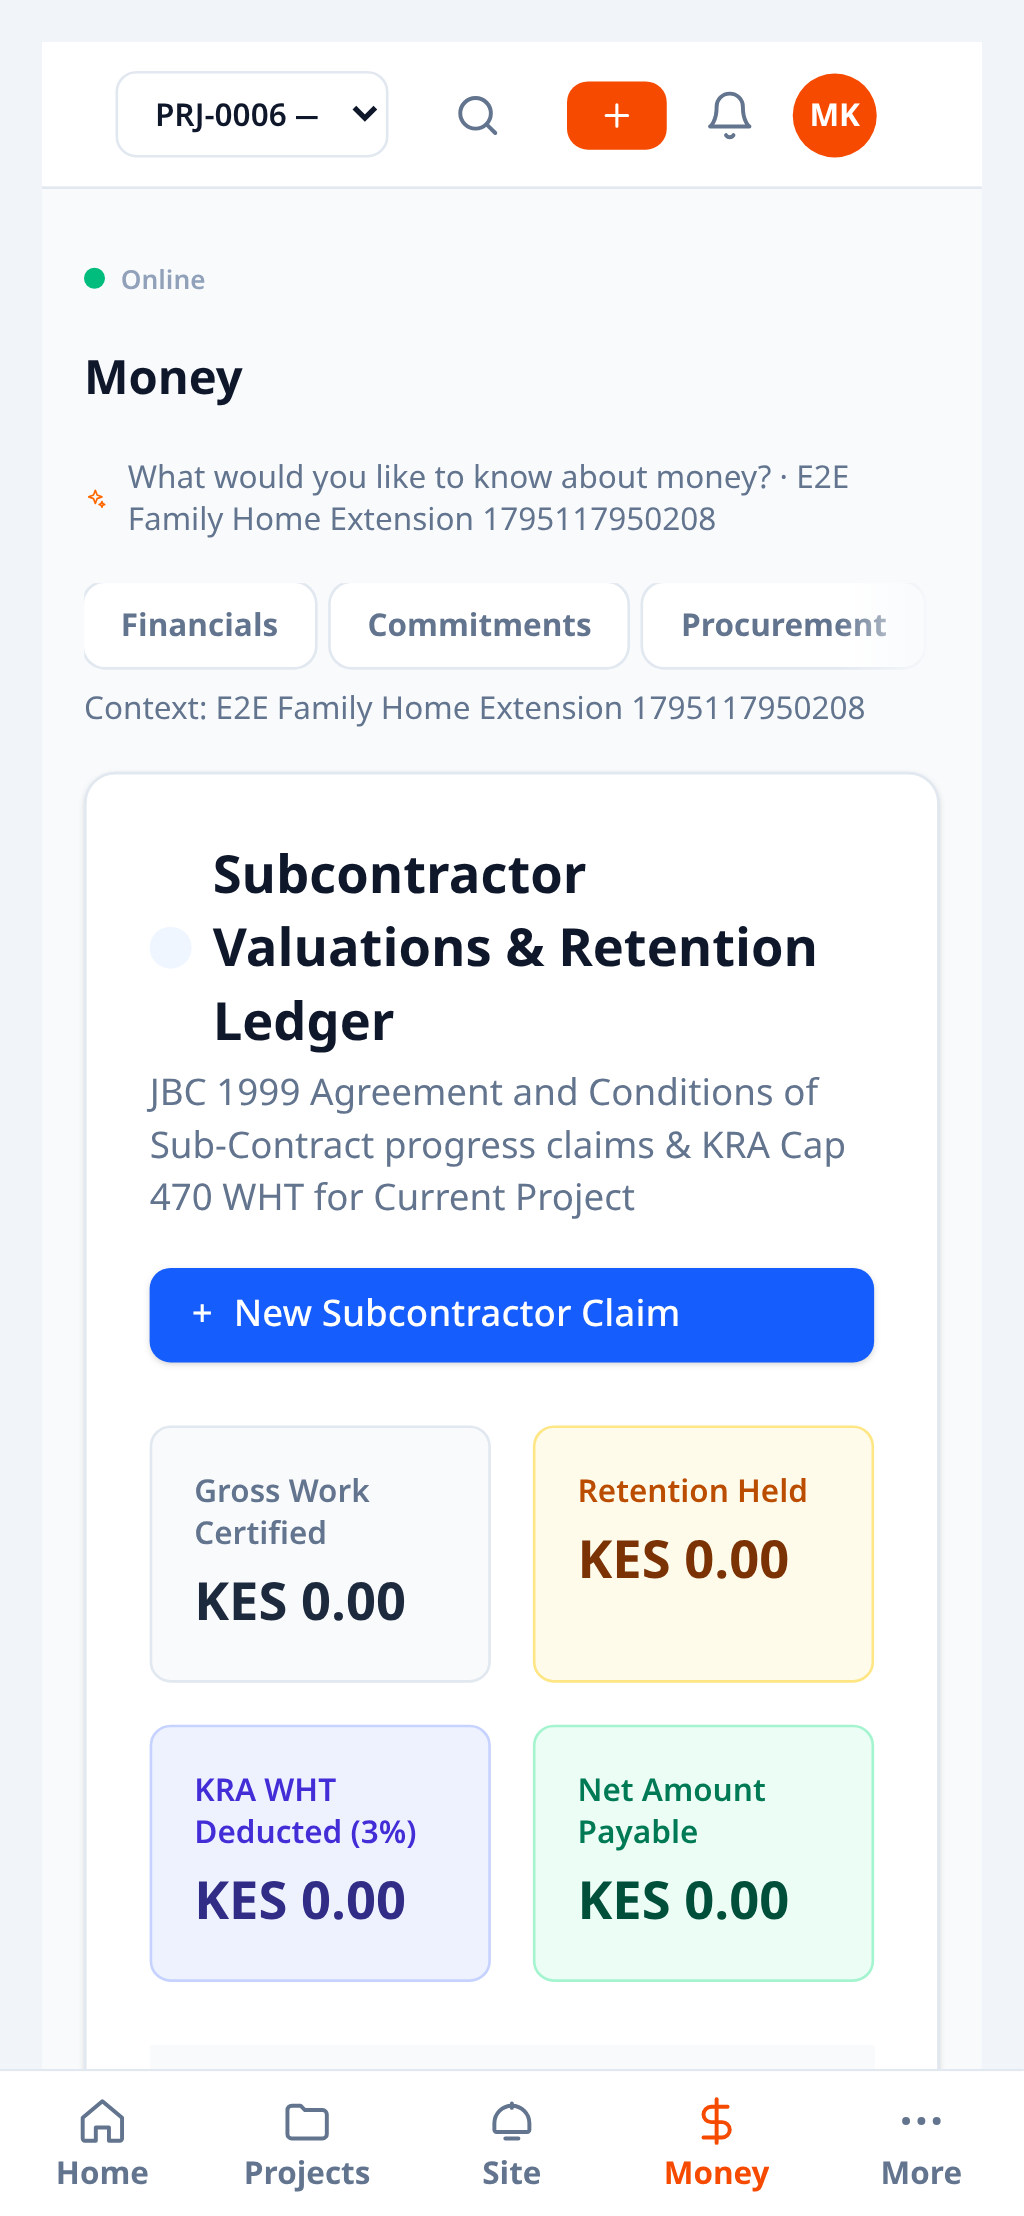 PRJ-0006 —
+
MK
Online
Money
What would you like to know about money? · E2E
Family Home Extension 1795117950208
Financials
Commitments
Procurement
Context: E2E Family Home Extension 1795117950208
Subcontractor
Valuations & Retention
Ledger
JBC 1999 Agreement and Conditions of
Sub-Contract progress claims & KRA Cap
470 WHT for Current Project
+ New Subcontractor Claim
Gross Work
Certified
KES 0.00
Retention Held
KES 0.00
KRA WHT
Deducted (3%)
KES 0.00
Net Amount
Payable
KES 0.00
Home
Projects
Site
Money
More